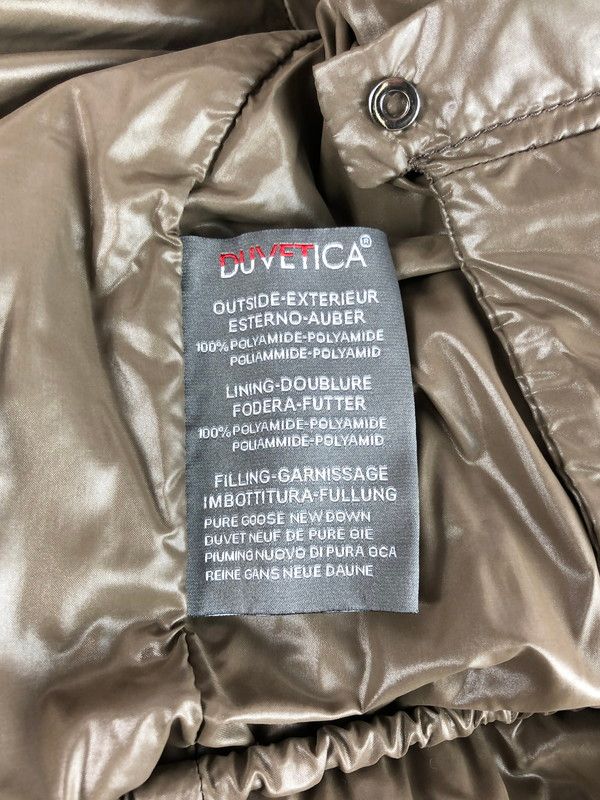 DUVETICA®
OUTSIDE-EXTERIEUR
ESTERNO-AUBER
100% POLYAMIDE-POLYAMIDE
POLIAMMIDE-POLYAMID
LINING-DOUBLURE
FODERA-FUTTER
100% POLYAMIDE-POLYAMIDE
POLIAMMIDE-POLYAMID
FILLING-GARNISSAGE
IMBOTTITURA-FULLUNG
PURE GOOSE NEW DOWN
DUVET NEUF DE PURE OIE
PIUMINO NUOVO DI PURA OCA
REINE GANS NEUE DAUNE